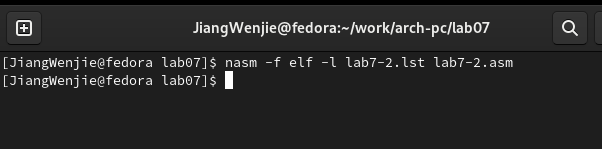 JiangWenjie@fedora:~/work/arch-pc/lab07
[JiangWenjie@fedora lab07]$ nasm -f elf -l lab7-2.lst lab7-2.asm
[JiangWenjie@fedora lab07]$